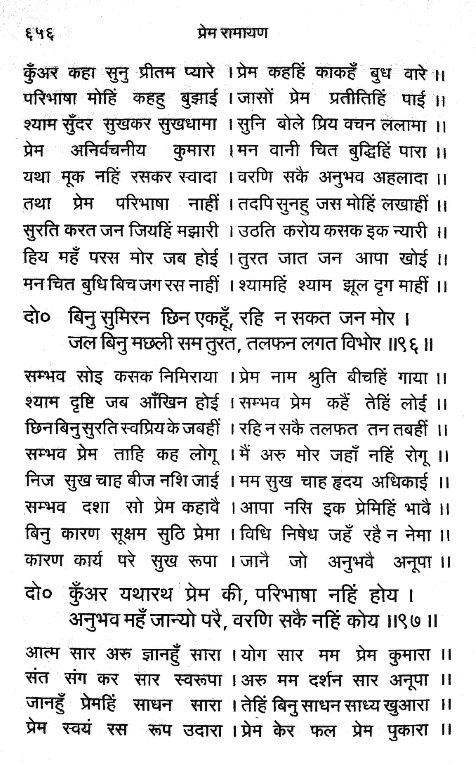 ६५६ प्रेम रामायण
कुँअर कहा सुनु प्रीतम प्यारे । प्रेम कहहिं काकहँ बुध वारे ।।
परिभाषा मोहिं कहहु बुझाई । जासों प्रेम प्रतीतिहिं पाई ।।
श्याम सुँदर सुखकर सुखधामा । सुनि बोले प्रिय वचन ललामा ।।
प्रेम अनिर्वचनीय कुमारा । मन वानी चित बुद्धिहिं पारा ।।
यथा मूक नहिं रसकर स्वादा । वरणि सकै अनुभव अहलादा ।।
तथा प्रेम परिभाषा नाहीं । तदपि सुनहु जस मोहिं लखाहीं ।।
सुरति करत जन जियहिं मझारी । उठति करोय कसक इक न्यारी ।।
हिय महँ परस मोर जब होई । तुरत जात जन आपा खोई ।।
मन चित बुधि बिच जग रस नाहीं । श्यामहिं श्याम झूल दृग माहीं ।।
दो० बिनु सुमिरन छिन एकहूँ, रहि न सकत जन मोर ।
जल बिनु मछली सम तुरत, तलफन लगत विभोर ।।९६।।
सम्भव सोइ कसक निमिराया । प्रेम नाम श्रुति बीचहिं गाया ।।
श्याम दृष्टि जब आँखिन होई । सम्भव प्रेम कहैं तेहिं लोई ।।
छिन बिनु सुरति स्वप्रिय के जबहीं । रहि न सकै तलफत तन तबहीं ।।
सम्भव प्रेम ताहि कह लोगू । मैं अरु मोर जहाँ नहिं रोगू ।।
निज सुख चाह बीज नशि जाई । मम सुख चाह हृदय अधिकाई ।।
सम्भव दशा सो प्रेम कहावै । आपा नसि इक प्रेमिहिं भावै ।।
बिनु कारण सूक्षम सुठि प्रेमा । विधि निषेध जहँ रहै न नेमा ।।
कारण कार्य परे सुख रूपा । जानै जो अनुभवै अनूपा ।।
दो० कुँअर यथारथ प्रेम की, परिभाषा नहिं होय ।
अनुभव महँ जान्यो परै, वरणि सकै नहिं कोय ।।९७।।
आत्म सार अरु ज्ञानहुँ सारा । योग सार मम प्रेम कुमारा ।।
संत संग कर सार स्वरूपा । अरु मम दर्शन सार अनूपा ।।
जानहु प्रेमहिं साधन सारा । तेहिं बिनु साधन साध्य खुआरा ।।
प्रेम स्वयं रस रूप उदारा । प्रेम केर फल प्रेम पुकारा ।।